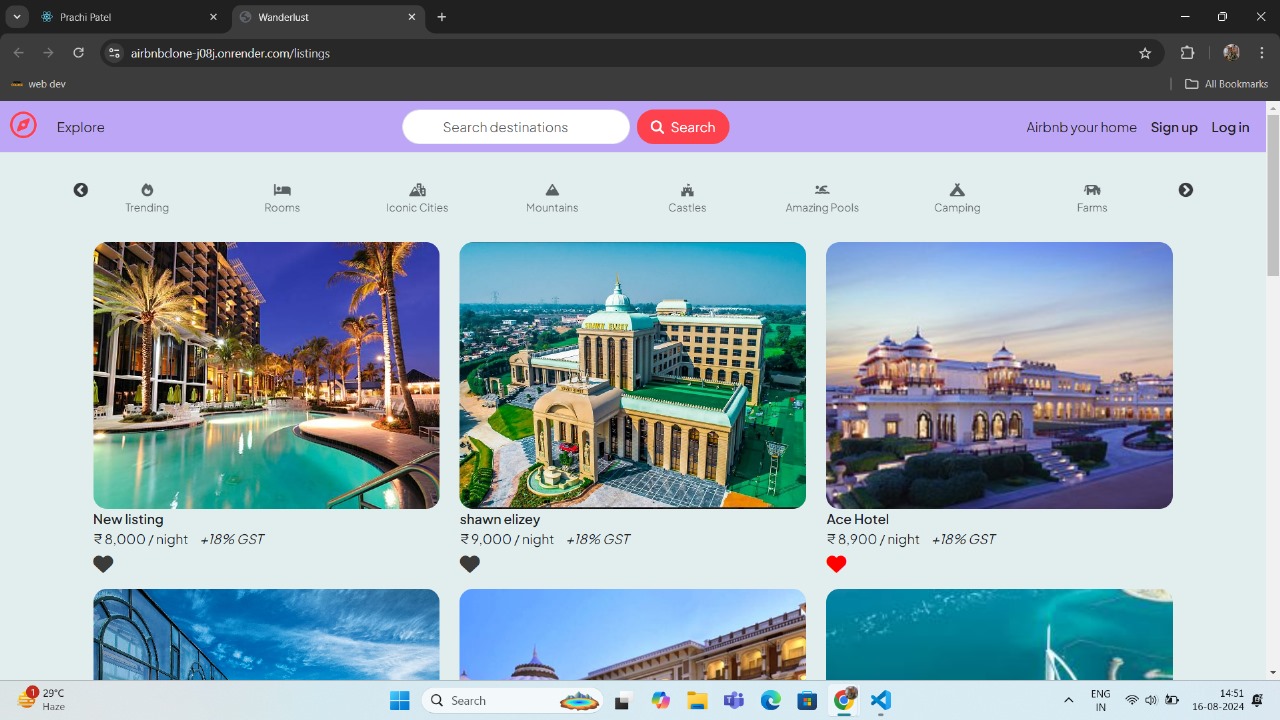 Prachi Patel
Wanderlust
airbnbclone-j08j.onrender.com/listings
web dev
All Bookmarks
Explore
Search destinations
Search
Airbnb your home
Sign up
Log in
Trending
Rooms
Iconic Cities
Mountains
Castles
Amazing Pools
Camping
Farms
New listing
₹ 8,000 / night +18% GST
shawn elizey
₹ 9,000 / night +18% GST
Ace Hotel
₹ 8,900 / night +18% GST
1
29°C
Haze
Search
ENG
IN
14:51
16-08-2024